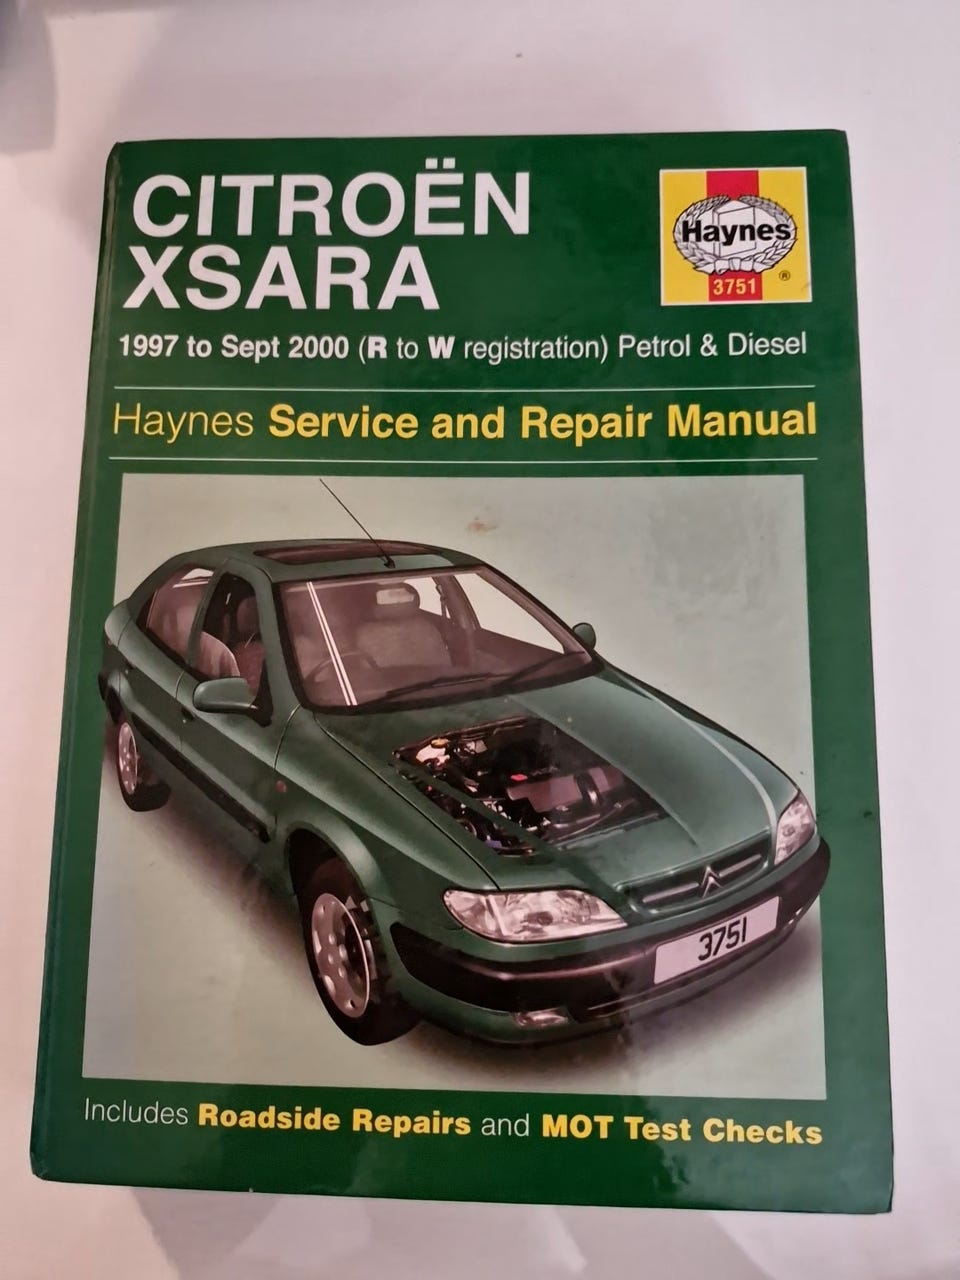 CITROËN
XSARA
Haynes
®
3751
1997 to Sept 2000 (R to W registration) Petrol & Diesel
Haynes Service and Repair Manual
3751
Includes Roadside Repairs and MOT Test Checks